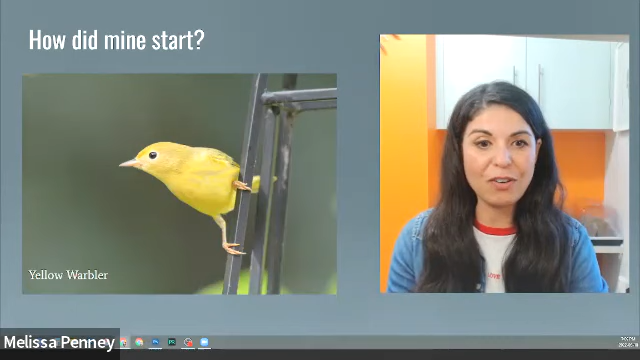 How did mine start?
Yellow Warbler
Melissa Penney